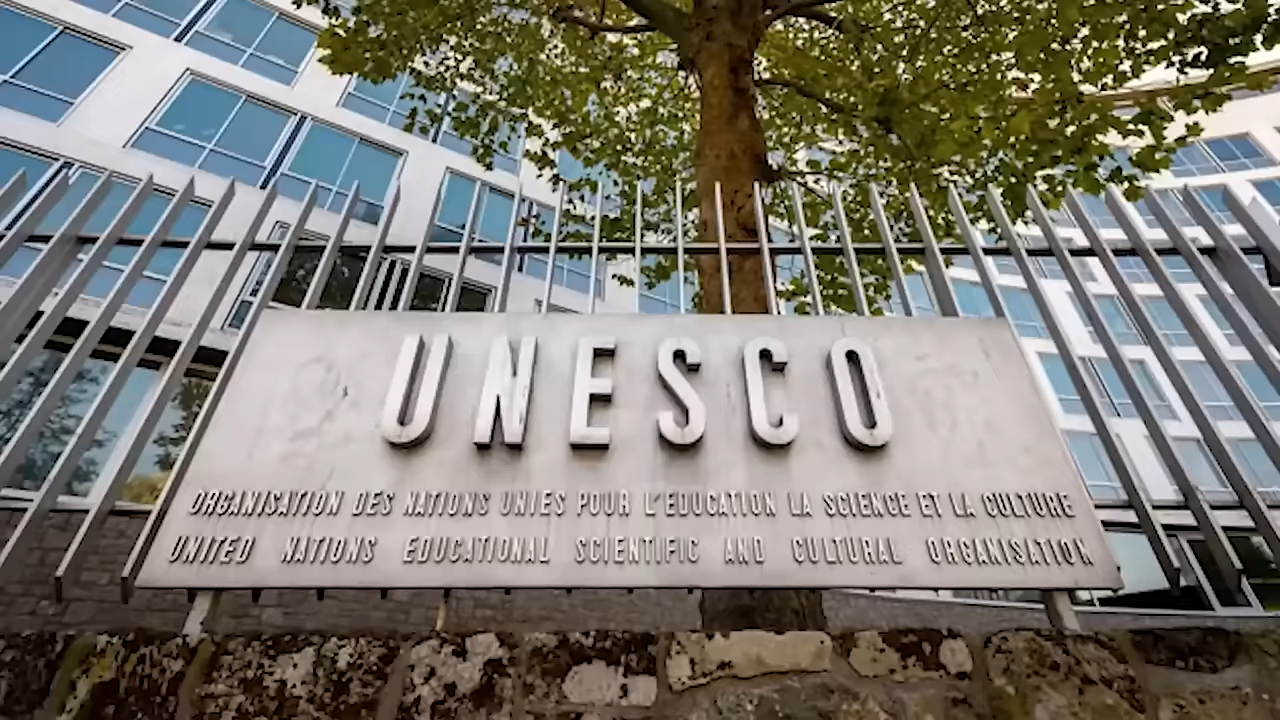 UNESCO
ORGANISATION DES NATIONS UNIES POUR L'EDUCATION LA SCIENCE ET LA CULTURE
UNITED NATIONS EDUCATIONAL SCIENTIFIC AND CULTURAL ORGANISATION